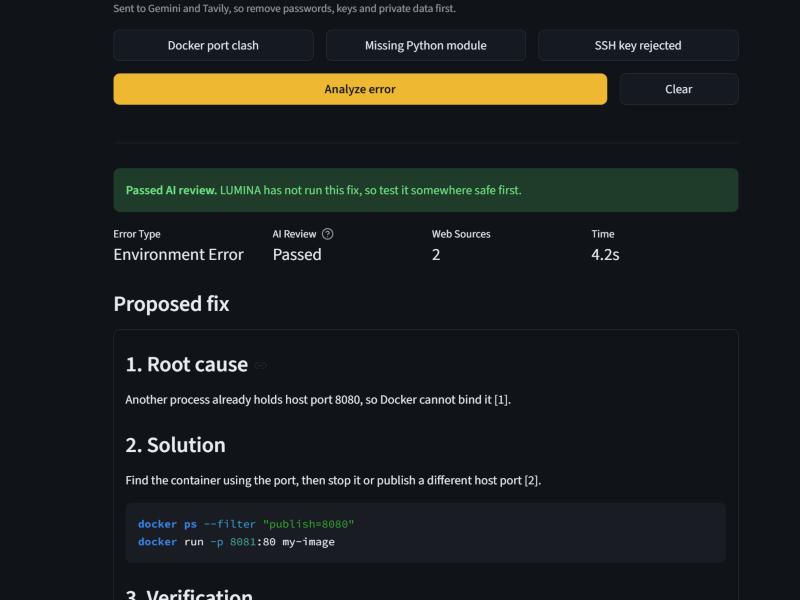 Sent to Gemini and Tavily, so remove passwords, keys and private data first.
Docker port clash
Missing Python module
SSH key rejected
Analyze error
Clear
Passed AI review. LUMINA has not run this fix, so test it somewhere safe first.
Error Type
AI Review
Web Sources
Time
Environment Error
Passed
2
4.2s
Proposed fix
1. Root cause
Another process already holds host port 8080, so Docker cannot bind it [1].
2. Solution
Find the container using the port, then stop it or publish a different host port [2].
docker ps --filter "publish=8080"
docker run -p 8081:80 my-image
3. Verification